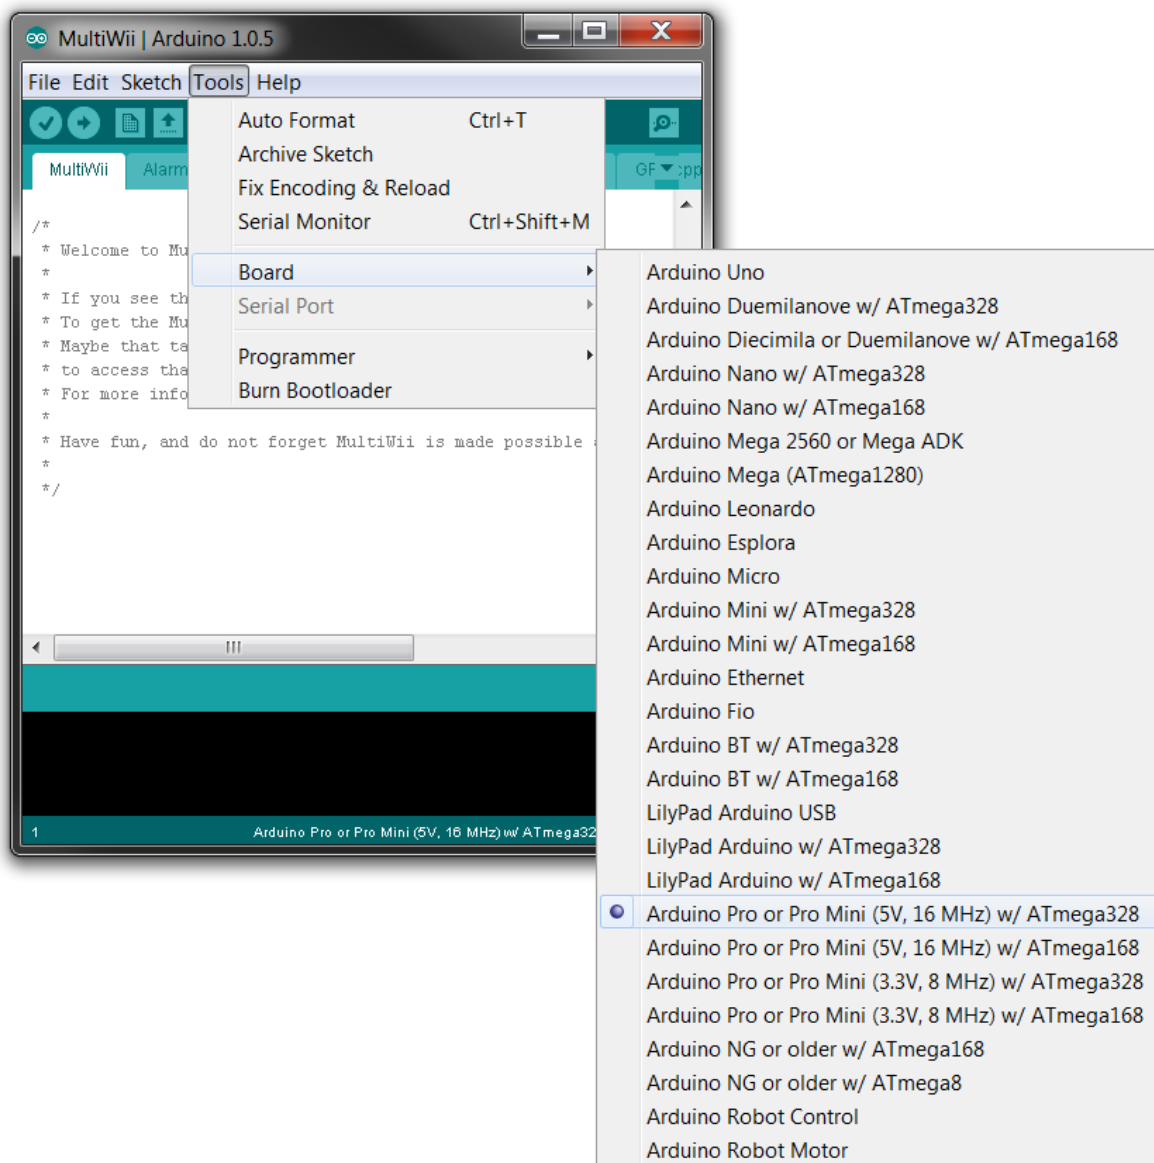 MultiWii | Arduino 1.0.5
File Edit Sketch Tools Help
Auto Format Ctrl+T
Archive Sketch
Fix Encoding & Reload
Serial Monitor Ctrl+Shift+M
Board
Serial Port
Programmer
Burn Bootloader
MultiWii Alarm
/*
* Welcome to
*
* If you see
* To get the
* Maybe that
* to access
* For more info
*
* Have fun, and do not forget MultiWii is made possible
*
*/
1 Arduino Pro or Pro Mini (5V, 16 MHz) w/ ATmega32
Arduino Uno
Arduino Duemilanove w/ ATmega328
Arduino Diecimila or Duemilanove w/ ATmega168
Arduino Nano w/ ATmega328
Arduino Nano w/ ATmega168
Arduino Mega 2560 or Mega ADK
Arduino Mega (ATmega1280)
Arduino Leonardo
Arduino Esplora
Arduino Micro
Arduino Mini w/ ATmega328
Arduino Mini w/ ATmega168
Arduino Ethernet
Arduino Fio
Arduino BT w/ ATmega328
Arduino BT w/ ATmega168
LilyPad Arduino USB
LilyPad Arduino w/ ATmega328
LilyPad Arduino w/ ATmega168
Arduino Pro or Pro Mini (5V, 16 MHz) w/ ATmega328
Arduino Pro or Pro Mini (5V, 16 MHz) w/ ATmega168
Arduino Pro or Pro Mini (3.3V, 8 MHz) w/ ATmega328
Arduino Pro or Pro Mini (3.3V, 8 MHz) w/ ATmega168
Arduino NG or older w/ ATmega168
Arduino NG or older w/ ATmega8
Arduino Robot Control
Arduino Robot Motor